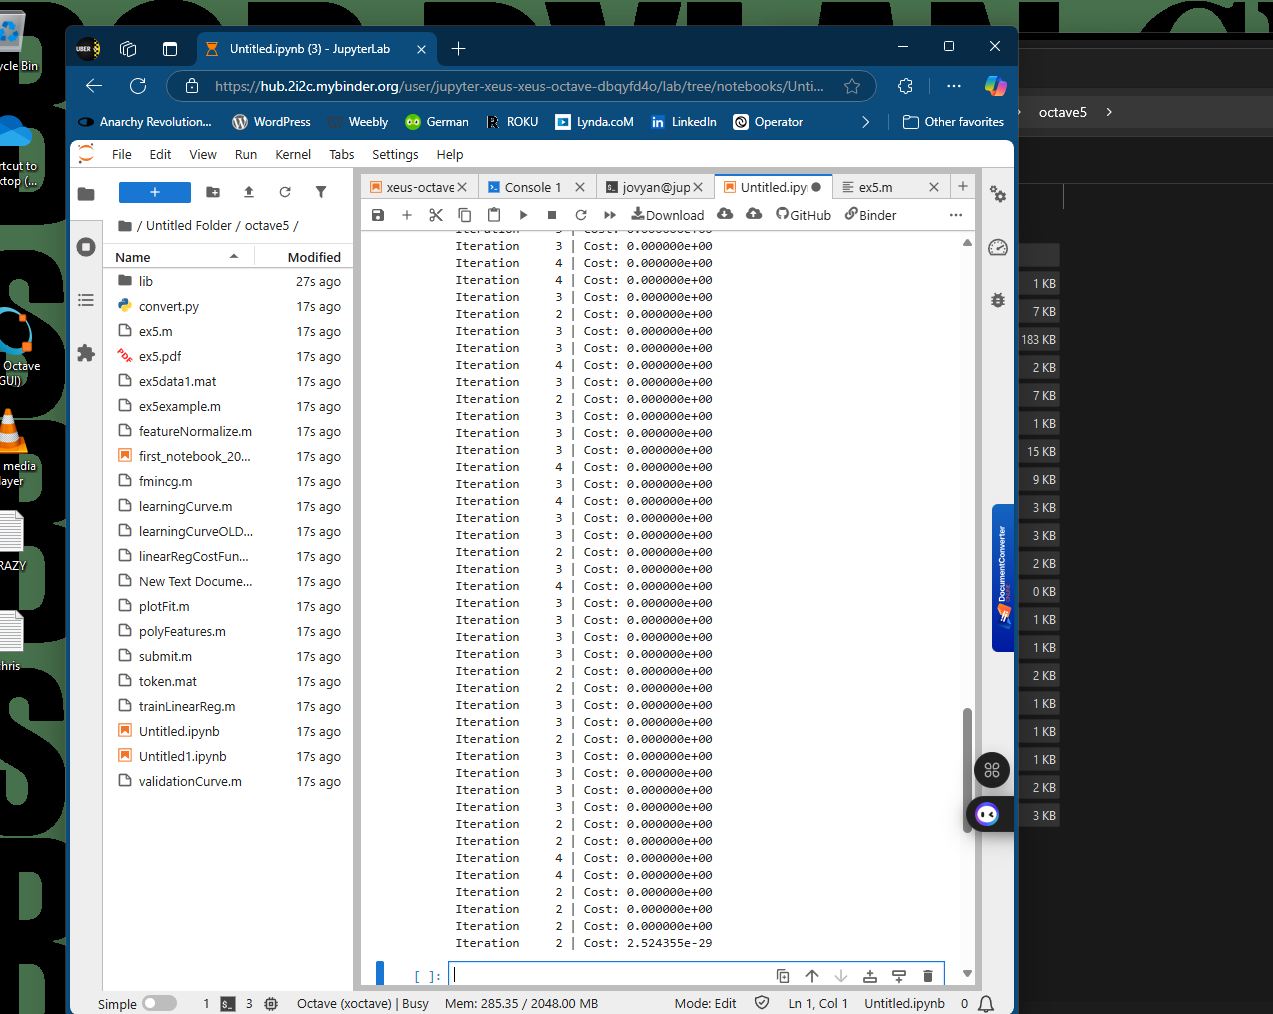 cle Bin
rtcut to
ktop (...
Octave
GUI)
media
layer
RAZY
hris
UBER
Untitled.ipynb (3) - JupyterLab
https://hub.2i2c.mybinder.org/user/jupyter-xeus-xeus-octave-dbqyfd4o/lab/tree/notebooks/Unti...
Anarchy Revolution... WordPress Weebly German ROKU Lynda.coM LinkedIn Operator Other favorites
File Edit View Run Kernel Tabs Settings Help
xeus-octave Console 1 jovyan@jup Untitled.ipy ex5.m
Download GitHub Binder
/ Untitled Folder / octave5 /
Name Modified
lib 27s ago
convert.py 17s ago
ex5.m 17s ago
ex5.pdf 17s ago
ex5data1.mat 17s ago
ex5example.m 17s ago
featureNormalize.m 17s ago
first_notebook_20... 17s ago
fmincg.m 17s ago
learningCurve.m 17s ago
learningCurveOLD... 17s ago
linearRegCostFun... 17s ago
New Text Docume... 17s ago
plotFit.m 17s ago
polyFeatures.m 17s ago
submit.m 17s ago
token.mat 17s ago
trainLinearReg.m 17s ago
Untitled.ipynb 17s ago
Untitled1.ipynb 17s ago
validationCurve.m 17s ago
Iteration 3 | Cost: 0.000000e+00
Iteration 3 | Cost: 0.000000e+00
Iteration 4 | Cost: 0.000000e+00
Iteration 4 | Cost: 0.000000e+00
Iteration 3 | Cost: 0.000000e+00
Iteration 2 | Cost: 0.000000e+00
Iteration 3 | Cost: 0.000000e+00
Iteration 3 | Cost: 0.000000e+00
Iteration 4 | Cost: 0.000000e+00
Iteration 3 | Cost: 0.000000e+00
Iteration 2 | Cost: 0.000000e+00
Iteration 3 | Cost: 0.000000e+00
Iteration 3 | Cost: 0.000000e+00
Iteration 3 | Cost: 0.000000e+00
Iteration 4 | Cost: 0.000000e+00
Iteration 3 | Cost: 0.000000e+00
Iteration 4 | Cost: 0.000000e+00
Iteration 3 | Cost: 0.000000e+00
Iteration 3 | Cost: 0.000000e+00
Iteration 2 | Cost: 0.000000e+00
Iteration 3 | Cost: 0.000000e+00
Iteration 4 | Cost: 0.000000e+00
Iteration 3 | Cost: 0.000000e+00
Iteration 3 | Cost: 0.000000e+00
Iteration 3 | Cost: 0.000000e+00
Iteration 3 | Cost: 0.000000e+00
Iteration 2 | Cost: 0.000000e+00
Iteration 2 | Cost: 0.000000e+00
Iteration 3 | Cost: 0.000000e+00
Iteration 3 | Cost: 0.000000e+00
Iteration 2 | Cost: 0.000000e+00
Iteration 3 | Cost: 0.000000e+00
Iteration 3 | Cost: 0.000000e+00
Iteration 3 | Cost: 0.000000e+00
Iteration 3 | Cost: 0.000000e+00
Iteration 2 | Cost: 0.000000e+00
Iteration 2 | Cost: 0.000000e+00
Iteration 4 | Cost: 0.000000e+00
Iteration 4 | Cost: 0.000000e+00
Iteration 2 | Cost: 0.000000e+00
Iteration 2 | Cost: 0.000000e+00
Iteration 2 | Cost: 0.000000e+00
Iteration 2 | Cost: 2.524355e-29
[ ]:
Simple 1 3 Octave (xoctave) | Busy Mem: 285.35 / 2048.00 MB Mode: Edit Ln 1, Col 1 Untitled.ipynb 0
DocumentConverter
octave5
1 KB
7 KB
183 KB
2 KB
7 KB
1 KB
15 KB
9 KB
3 KB
3 KB
2 KB
0 KB
1 KB
1 KB
2 KB
1 KB
1 KB
1 KB
2 KB
3 KB